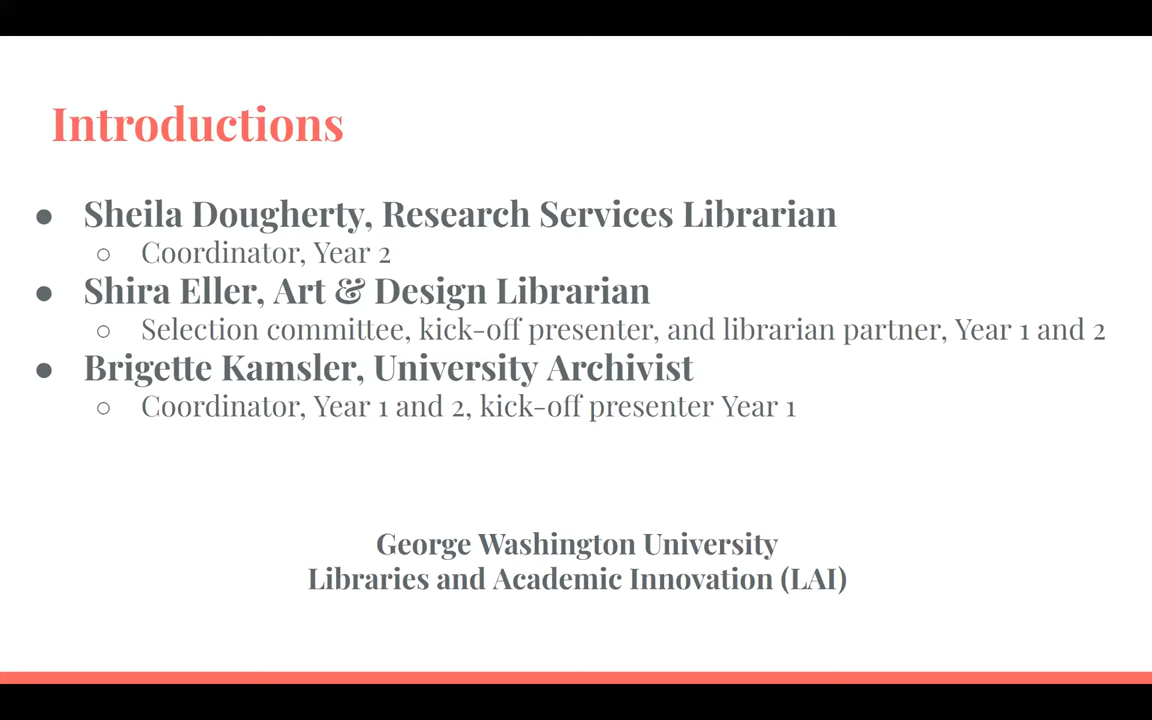 Introductions
● Sheila Dougherty, Research Services Librarian
○ Coordinator, Year 2
● Shira Eller, Art & Design Librarian
○ Selection committee, kick-off presenter, and librarian partner, Year 1 and 2
● Brigette Kamsler, University Archivist
○ Coordinator, Year 1 and 2, kick-off presenter Year 1
George Washington University
Libraries and Academic Innovation (LAI)